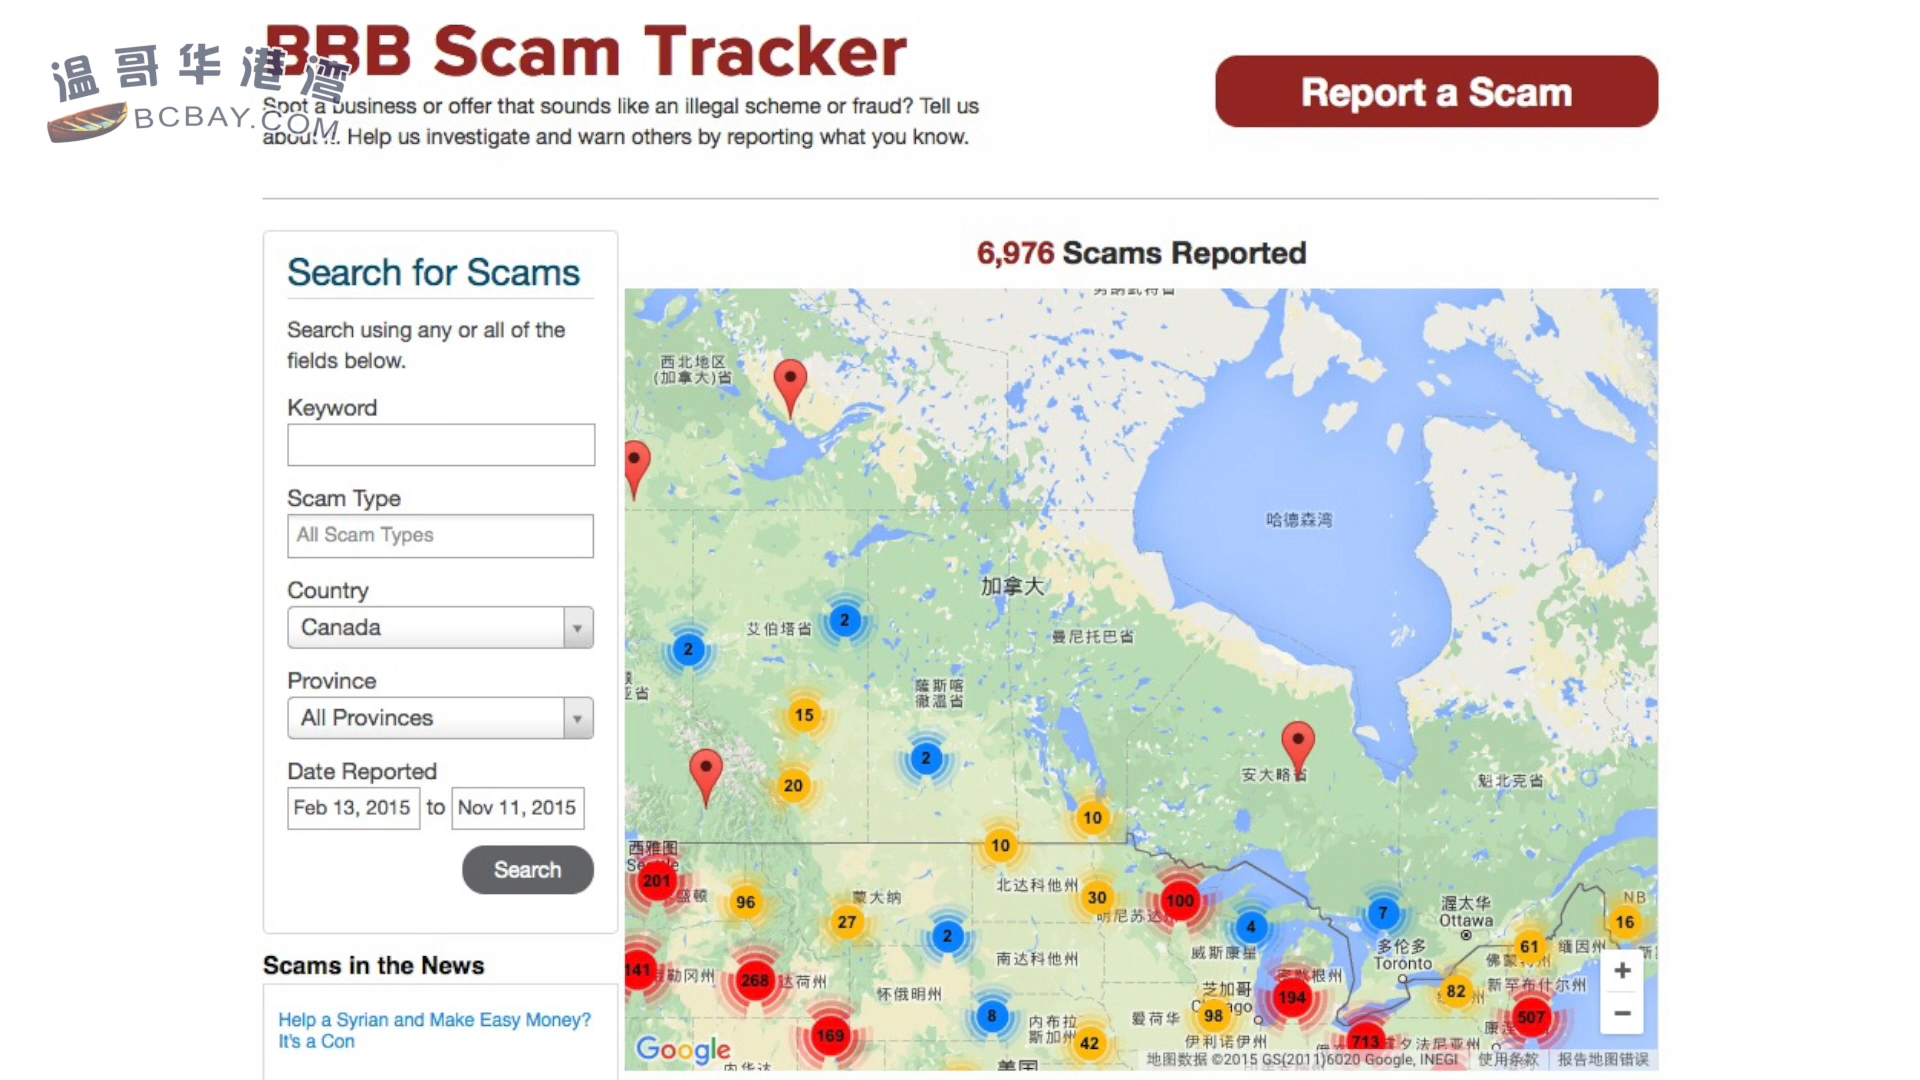 温哥华港湾
BCBAY.COM
BBB Scam Tracker
Spot a business or offer that sounds like an illegal scheme or fraud? Tell us
Help us investigate and warn others by reporting what you know.
Report a Scam
Search for Scams
Search using any or all of the
fields below.
Keyword
Scam Type
All Scam Types
Country
Canada
Province
All Provinces
Date Reported
Feb 13, 2015 to Nov 11, 2015
Search
Scams in the News
Help a Syrian and Make Easy Money?
It's a Con
6,976 Scams Reported
西北地区
(加拿大)省
哈德森湾
加拿大
艾伯塔省
2
2
曼尼托巴省
萨斯喀
彻温省
15
2
20
安大略省
魁北克省
10
10
西雅图
201
盛顿
96
蒙大纳
27
北达科他州
30
100
4
7
渥太华
Ottawa
NB
16
2
南达科他州
威斯康星
多伦多
Toronto
61
缅因州
141
268
达荷州
怀俄明州
194
82
新罕布什尔州
芝加哥
98
507
169
8
内布拉
斯加州
42
爱荷华
伊利诺伊州
713
Google
美国
地图数据 ©2015 GS(2011)6020 Google, INEGI
使用条款
报告地图错误
+
−